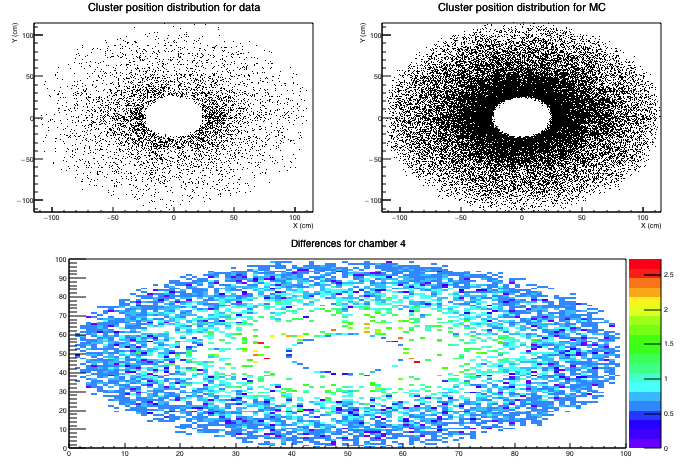 Cluster position distribution for data
Y (cm)
100
50
0
−50
−100
−100 −50 0 50 100
X (cm)
Cluster position distribution for MC
Y (cm)
100
50
0
−50
−100
−100 −50 0 50 100
X (cm)
Differences for chamber 4
100
90
80
70
60
50
40
30
20
10
0
0 10 20 30 40 50 60 70 80 90 100
2.5
2
1.5
1
0.5
0